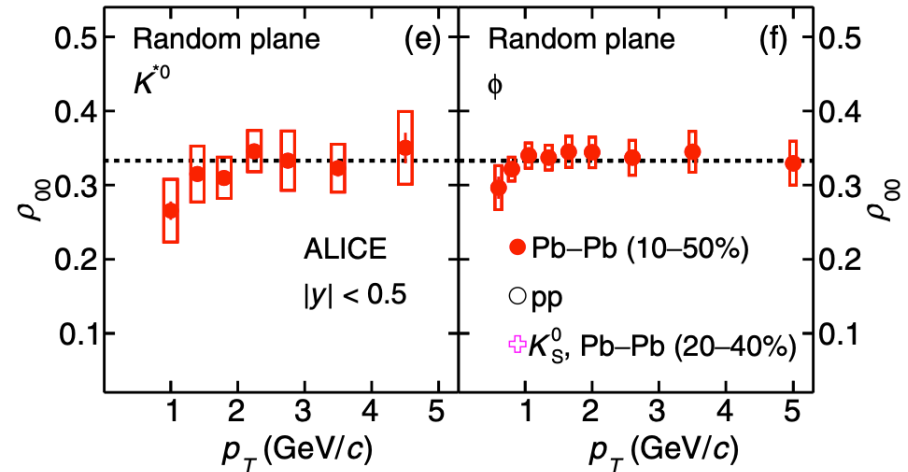 0.5
0.4
0.3
0.2
0.1
ρ00
Random plane
(e)
K*0
ALICE
|y| < 0.5
1 2 3 4 5
pT (GeV/c)
Random plane
(f)
ϕ
Pb–Pb (10–50%)
pp
K0S, Pb–Pb (20–40%)
1 2 3 4 5
pT (GeV/c)
0.5
0.4
0.3
0.2
0.1
ρ00